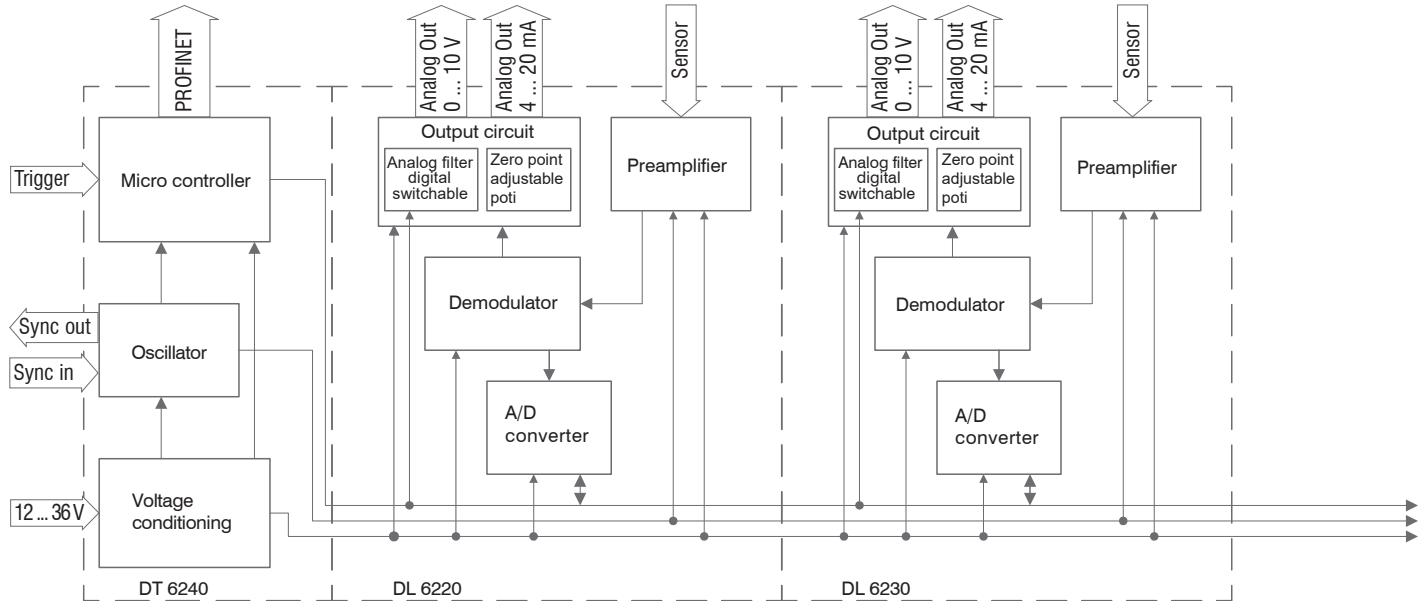 PROFINET
Analog Out
0 ... 10 V
Analog Out
4 ... 20 mA
Sensor
Analog Out
0 ... 10 V
Analog Out
4 ... 20 mA
Sensor
Trigger
Micro controller
Output circuit
Analog filter
digital
switchable
Zero point
adjustable
poti
Preamplifier
Output circuit
Analog filter
digital
switchable
Zero point
adjustable
poti
Preamplifier
Sync out
Sync in
Oscillator
Demodulator
Demodulator
A/D
converter
A/D
converter
12 ... 36 V
Voltage
conditioning
DT 6240
DL 6220
DL 6230